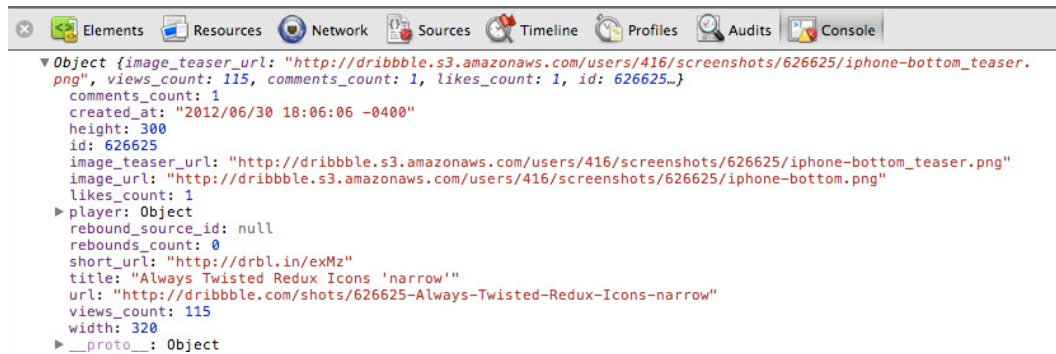 Elements Resources Network Sources Timeline Profiles Audits Console
Object {image_teaser_url: "http://dribbble.s3.amazonaws.com/users/416/screenshots/626625/iphone-bottom_teaser.
png", views_count: 115, comments_count: 1, likes_count: 1, id: 626625…}
comments_count: 1
created_at: "2012/06/30 18:06:06 -0400"
height: 300
id: 626625
image_teaser_url: "http://dribbble.s3.amazonaws.com/users/416/screenshots/626625/iphone-bottom_teaser.png"
image_url: "http://dribbble.s3.amazonaws.com/users/416/screenshots/626625/iphone-bottom.png"
likes_count: 1
player: Object
rebound_source_id: null
rebounds_count: 0
short_url: "http://drbl.in/exMz"
title: "Always Twisted Redux Icons 'narrow'"
url: "http://dribbble.com/shots/626625-Always-Twisted-Redux-Icons-narrow"
views_count: 115
width: 320
__proto__: Object